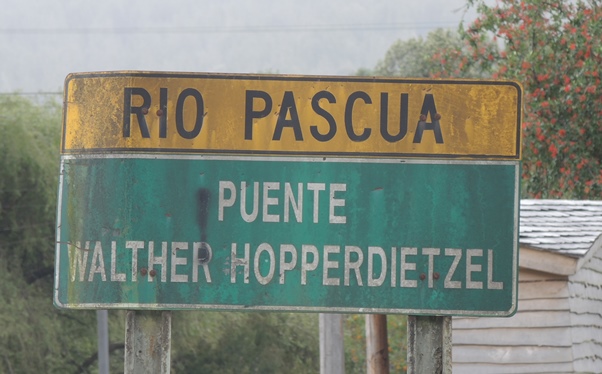 RIO PASCUA
PUENTE
WALTHER HOPPERDIETZEL